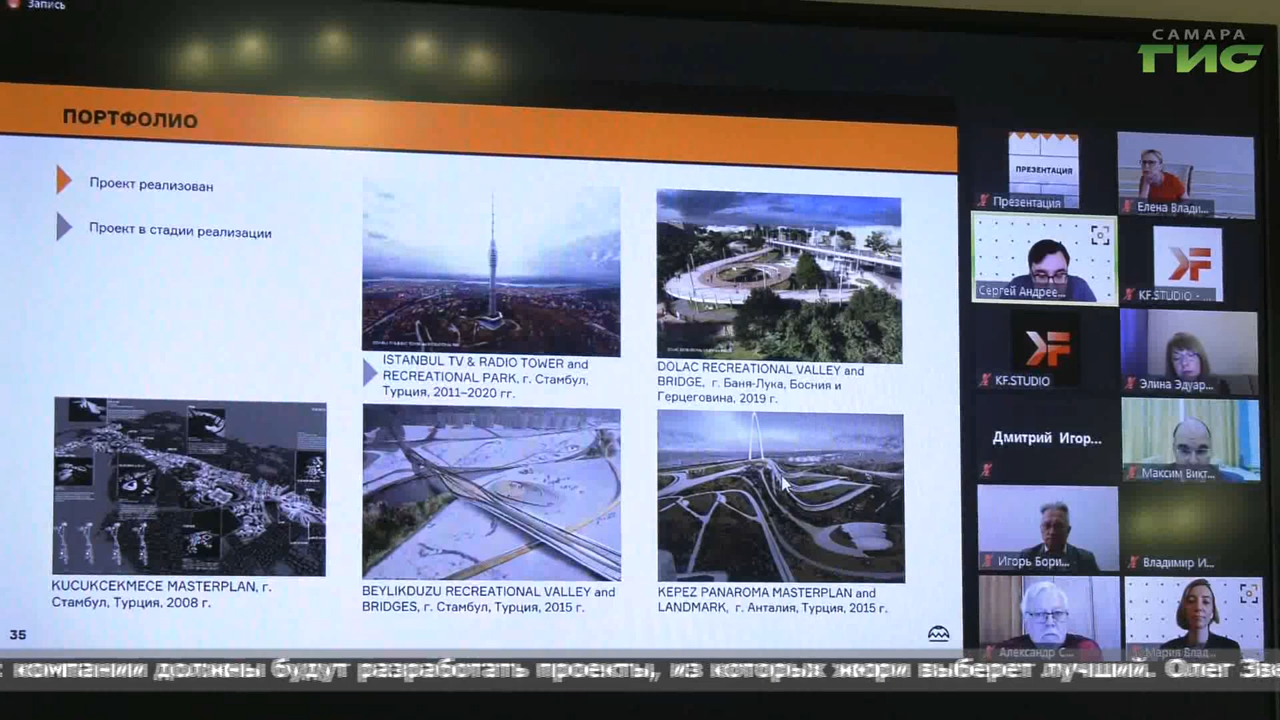 Запись
САМАРА
ГИС
ПОРТФОЛИО
Проект реализован
Проект в стадии реализации
ISTANBUL TV & RADIO TOWER and
RECREATIONAL PARK, г. Стамбул,
Турция, 2011–2020 гг.
DOLAC RECREATIONAL VALLEY and
BRIDGE, г. Баня-Лука, Босния и
Герцеговина, 2019 г.
KUCUKCEKMECE MASTERPLAN, г.
Стамбул, Турция. 2008 г.
BEYLIKDUZU RECREATIONAL VALLEY and
BRIDGES, г. Стамбул, Турция, 2015 г.
KEPEZ PANAROMA MASTERPLAN and
LANDMARK, г. Анталия, Турция, 2015 г.
35
ПРЕЗЕНТАЦИЯ
Презентация
Елена Влади...
Сергей Андрее...
KF
KF.STUDIO - ...
KF
KF.STUDIO
Элина Эдуар...
Дмитрий Игор...
Максим Викт...
Игорь Бори...
Владимир И...
Александр С...
Мария Влад...
компании должны будут разработать проекты, из которых жюри выберет лучший. Олег Зве